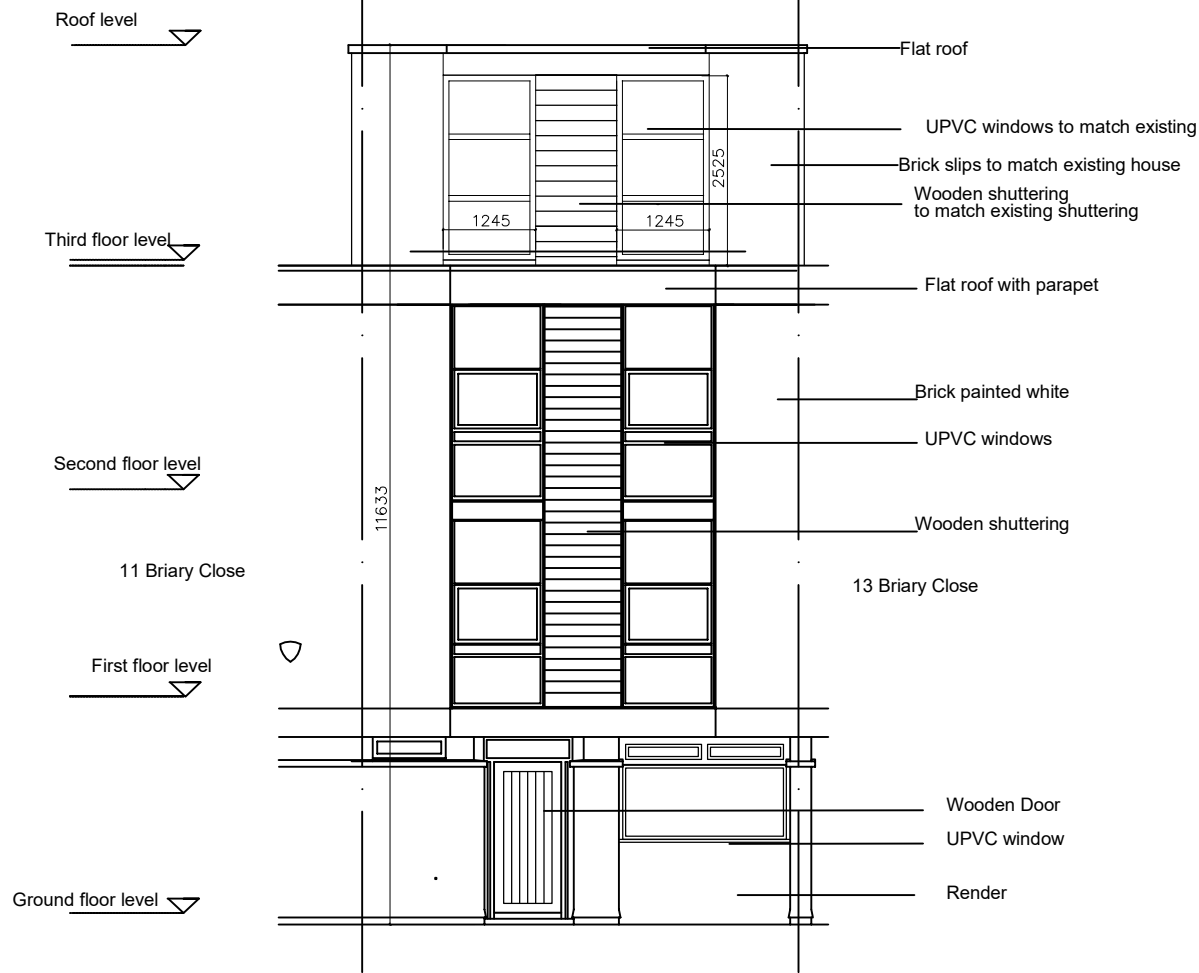 Roof level
Flat roof
UPVC windows to match existing
2525
Brick slips to match existing house
Wooden shuttering
to match existing shuttering
1245
1245
Third floor level
Flat roof with parapet
Brick painted white
UPVC windows
Second floor level
11633
Wooden shuttering
11 Briary Close
13 Briary Close
First floor level
Wooden Door
UPVC window
Ground floor level
Render